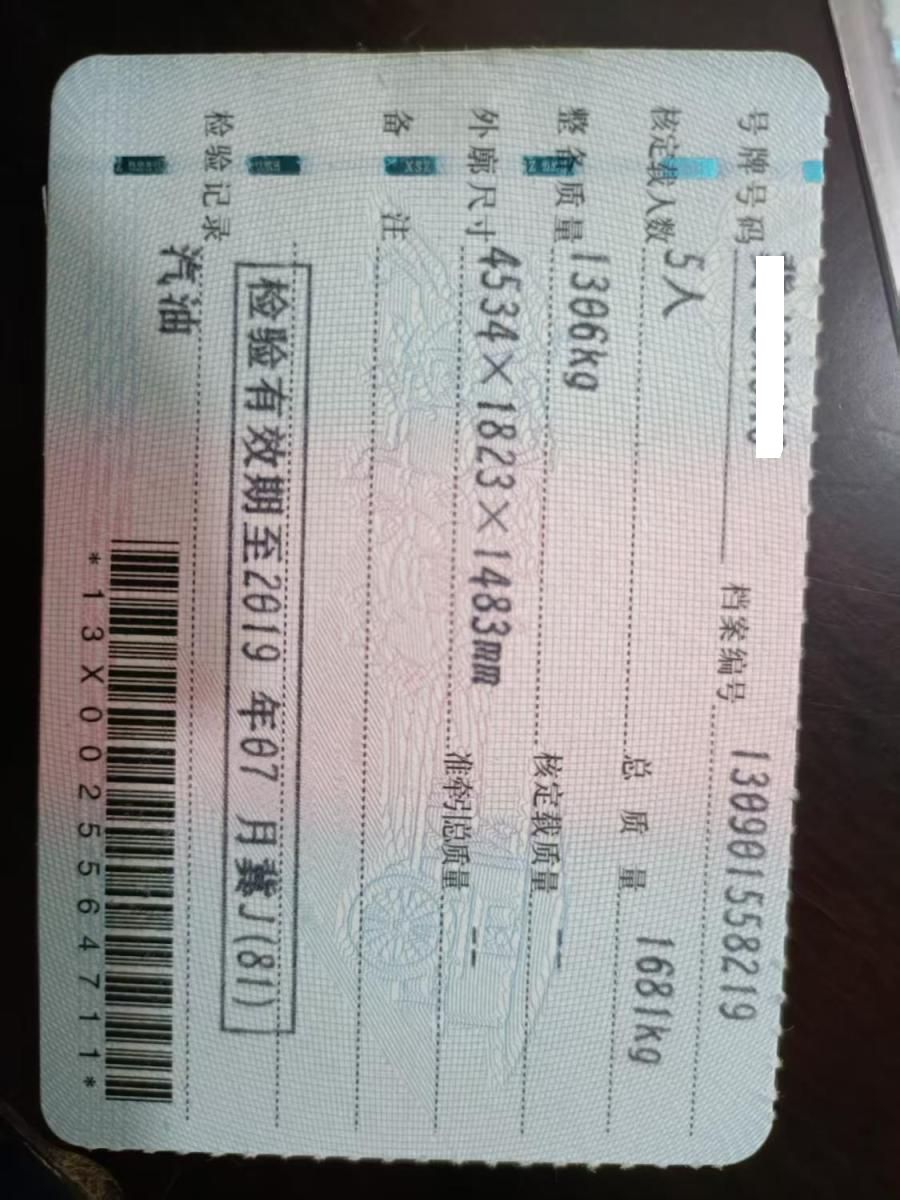 号牌号码 档案编号 130901558219
核定载人数 5人 总质量 1681kg
整备质量 1306kg 核定载质量 --
外廓尺寸 4534×1823×1483mm 准牵引总质量 --
备注
检验有效期至2019年07月冀J(81)
检验记录
汽油
*13X0025564711*